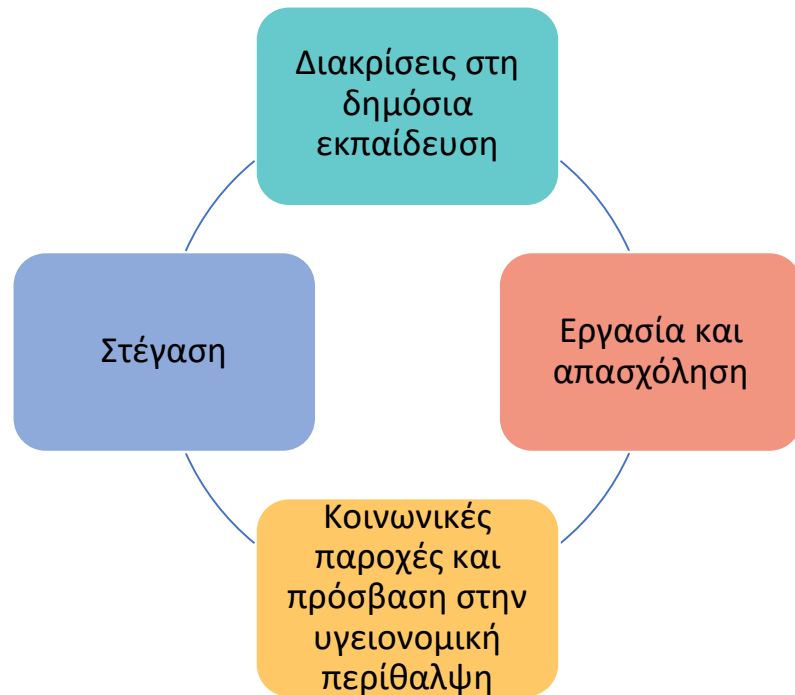 Διακρίσεις στη
δημόσια
εκπαίδευση
Στέγαση
Εργασία και
απασχόληση
Κοινωνικές
παροχές και
πρόσβαση στην
υγειονομική
περίθαλψη